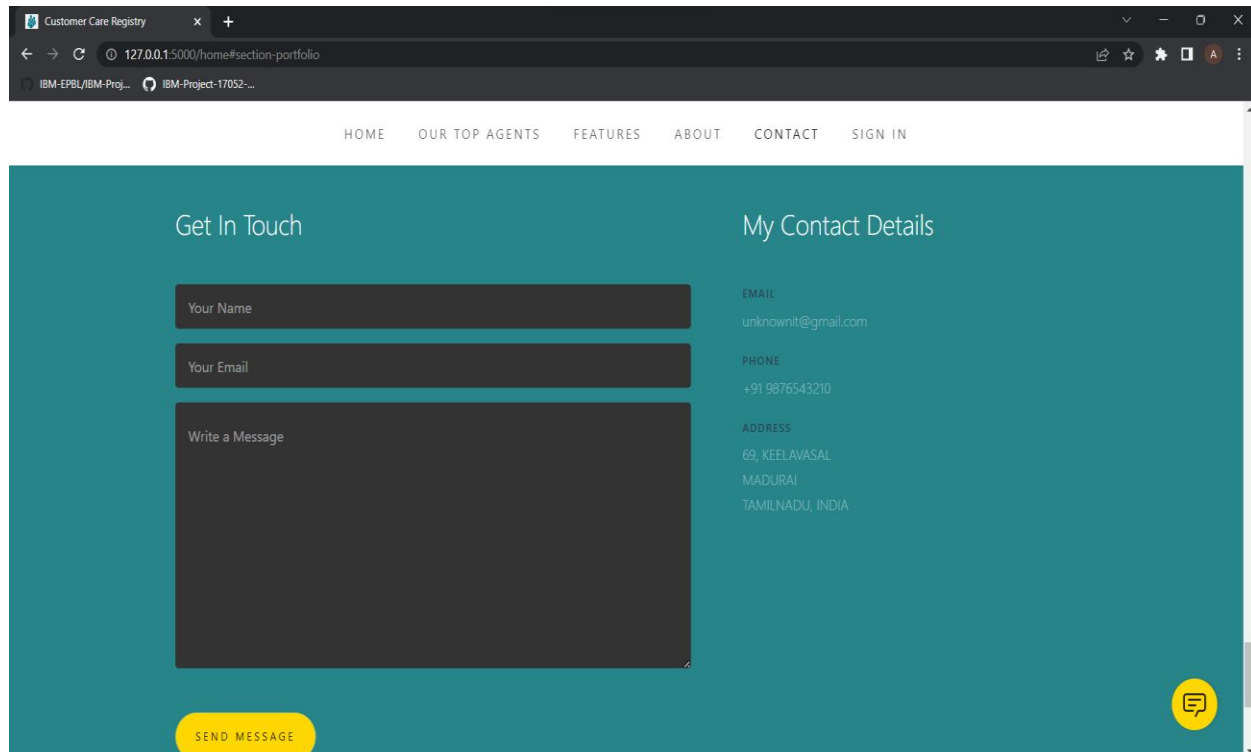 Customer Care Registry
127.0.0.1:5000/home#section-portfolio
A
IBM-EPBL/IBM-Proj...
IBM-Project-17052-...
HOME OUR TOP AGENTS FEATURES ABOUT CONTACT SIGN IN
Get In Touch
Your Name
Your Email
Write a Message
SEND MESSAGE
My Contact Details
EMAIL
unknownit@gmail.com
PHONE
+91 9876543210
ADDRESS
69, KEELAVASAL
MADURAI
TAMILNADU, INDIA